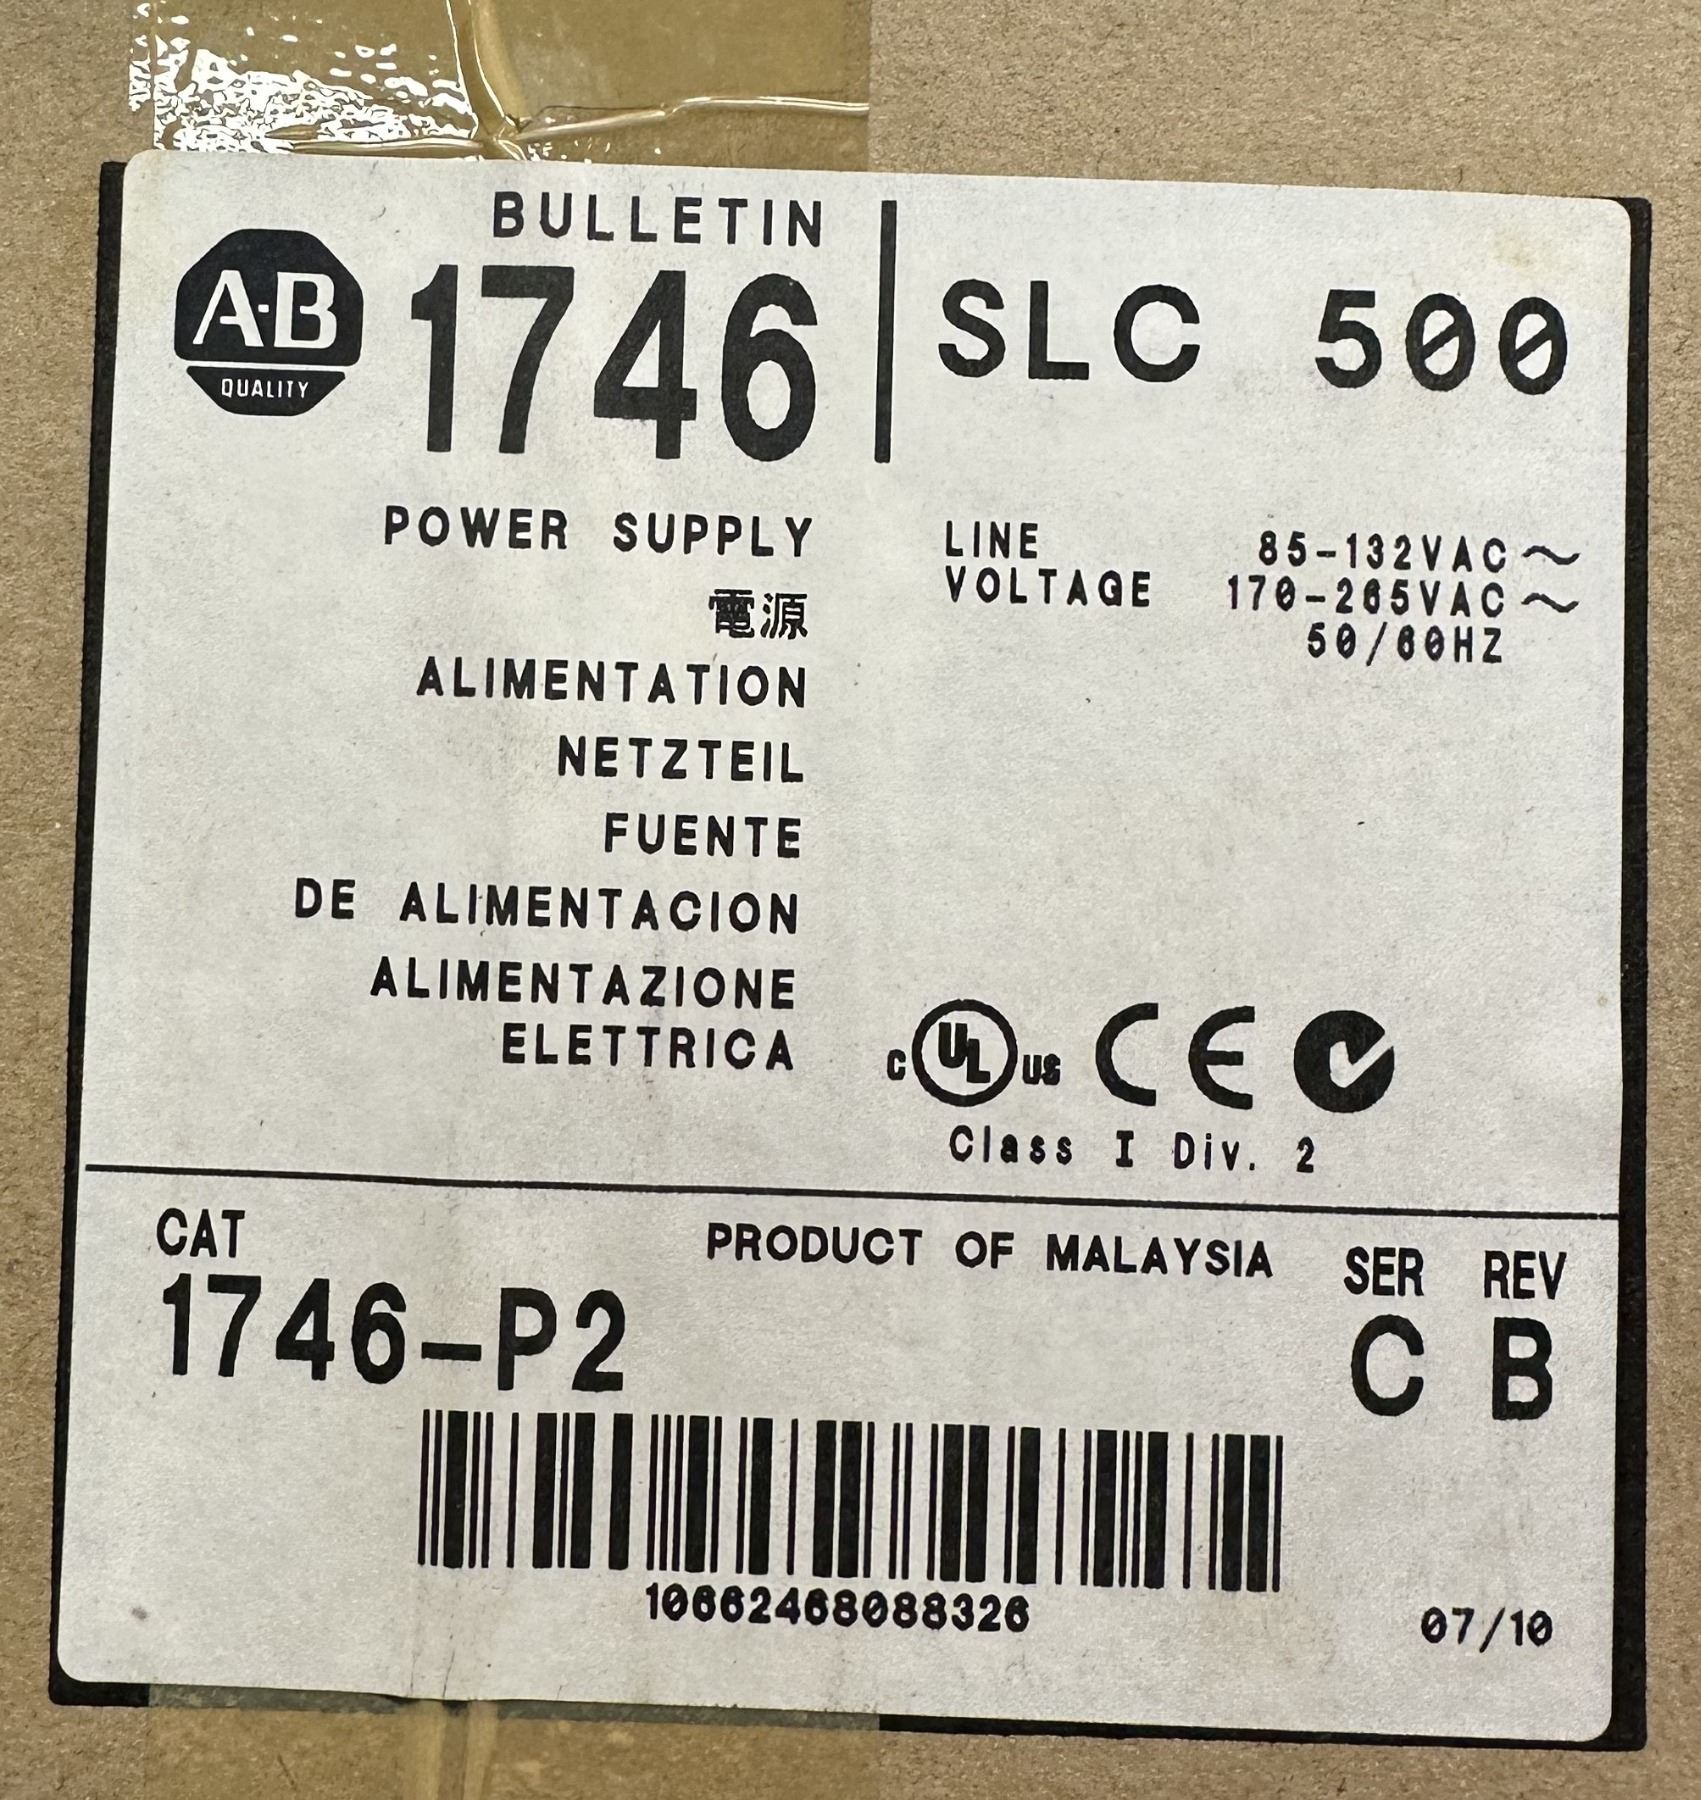 BULLETIN
A-B
QUALITY
1746
SLC 500
POWER SUPPLY
電源
ALIMENTATION
NETZTEIL
FUENTE
DE ALIMENTACION
ALIMENTAZIONE
ELETTRICA
LINE
VOLTAGE
85-132VAC~
170-265VAC~
50/60HZ
C UL US CE
Class I Div. 2
CAT
1746-P2
PRODUCT OF MALAYSIA
SER REV
C B
10662468088326
07/10